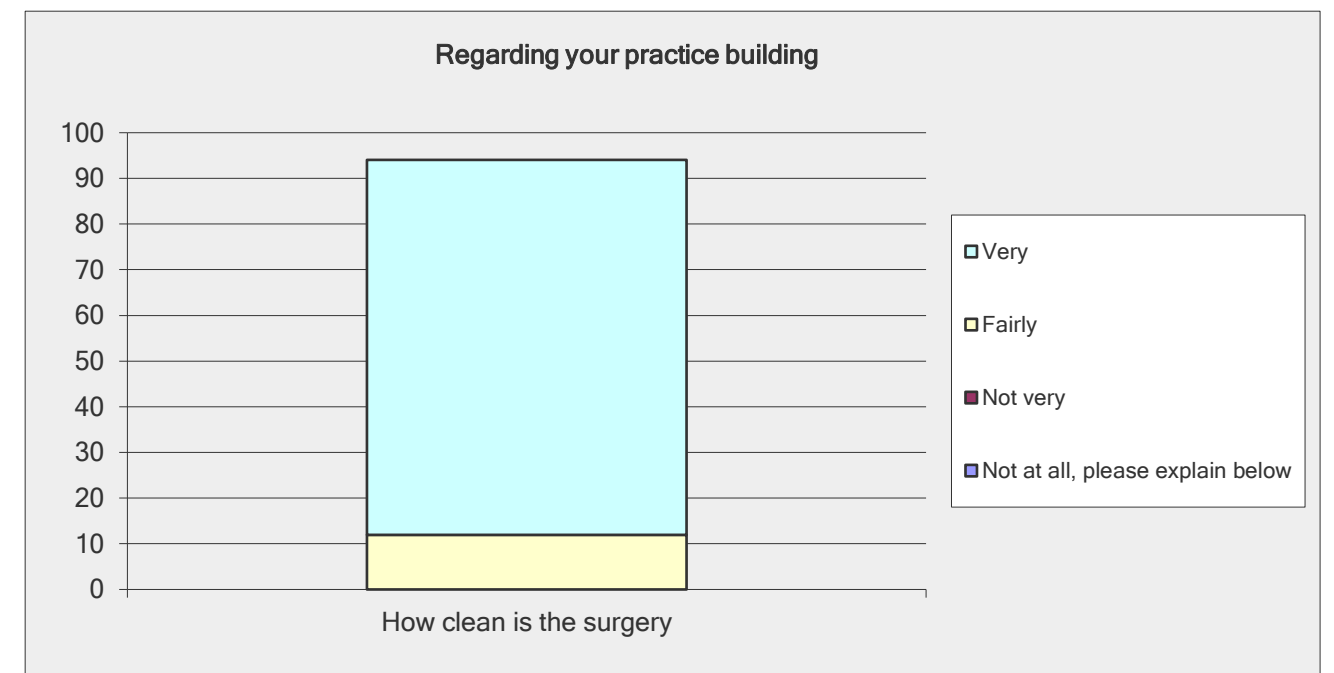 Regarding your practice building
100
90
80
70
60
50
40
30
20
10
0
How clean is the surgery
Very
Fairly
Not very
Not at all, please explain below